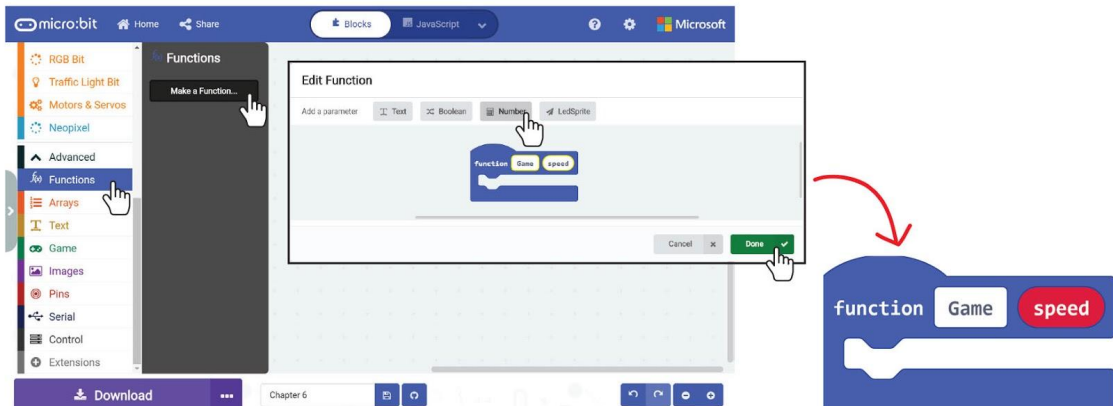 micro:bit Home Share Blocks JavaScript Microsoft
RGB Bit
Traffic Light Bit
Motors & Servos
Neopixel
Advanced
Functions
Arrays
Text
Game
Images
Pins
Serial
Control
Extensions
Functions
Make a Function...
Edit Function
Add a parameter Text Boolean Number LedSprite
function Game speed
Cancel Done
function Game speed
Download ... Chapter 6